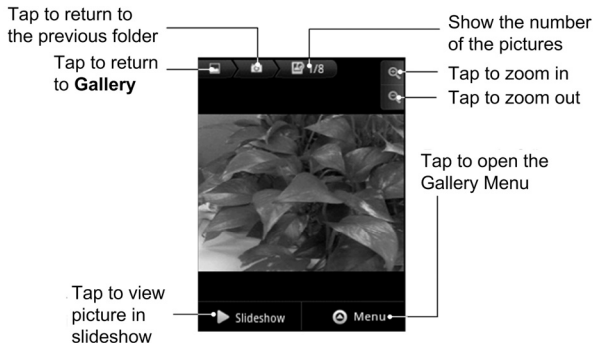 Tap to return to
the previous folder
Tap to return
to Gallery
Show the number
of the pictures
1/8
Tap to zoom in
Tap to zoom out
Tap to open the
Gallery Menu
Tap to view
picture in
slideshow
Slideshow
Menu